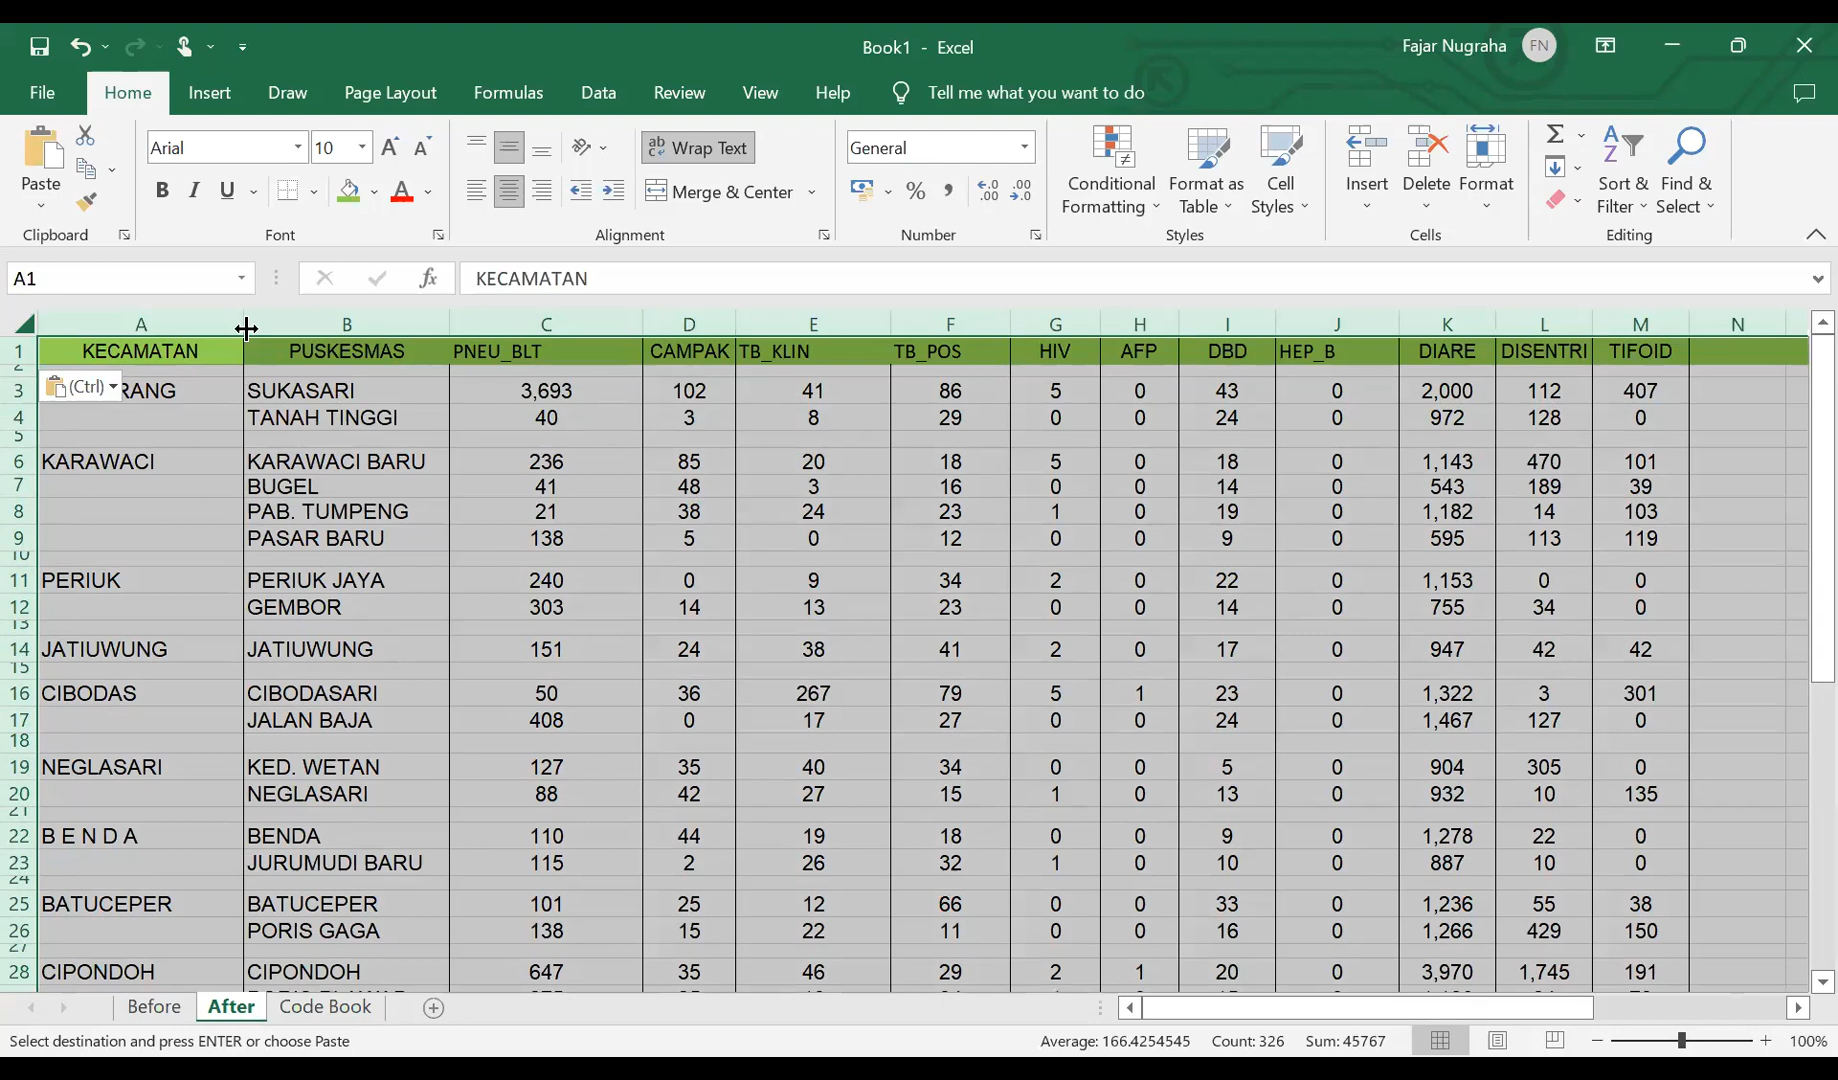 Book1 - Excel
Fajar Nugraha FN
File Home Insert Draw Page Layout Formulas Data Review View Help Tell me what you want to do
Paste
Arial 10
B I U
Wrap Text
Merge & Center
General
Conditional Formatting
Format as Table
Cell Styles
Insert
Delete
Format
Sort & Filter
Find & Select
Clipboard Font Alignment Number Styles Cells Editing
A1 fx KECAMATAN
A B C D E F G H I J K L M N
1 KECAMATAN PUSKESMAS PNEU_BLT CAMPAK TB_KLIN TB_POS HIV AFP DBD HEP_B DIARE DISENTRI TIFOID
2
(Ctrl)
3 RANG SUKASARI 3,693 102 41 86 5 0 43 0 2,000 112 407
4 TANAH TINGGI 40 3 8 29 0 0 24 0 972 128 0
5
6 KARAWACI KARAWACI BARU 236 85 20 18 5 0 18 0 1,143 470 101
7 BUGEL 41 48 3 16 0 0 14 0 543 189 39
8 PAB. TUMPENG 21 38 24 23 1 0 19 0 1,182 14 103
9 PASAR BARU 138 5 0 12 0 0 9 0 595 113 119
10
11 PERIUK PERIUK JAYA 240 0 9 34 2 0 22 0 1,153 0 0
12 GEMBOR 303 14 13 23 0 0 14 0 755 34 0
13
14 JATIUWUNG JATIUWUNG 151 24 38 41 2 0 17 0 947 42 42
15
16 CIBODAS CIBODASARI 50 36 267 79 5 1 23 0 1,322 3 301
17 JALAN BAJA 408 0 17 27 0 0 24 0 1,467 127 0
18
19 NEGLASARI KED. WETAN 127 35 40 34 0 0 5 0 904 305 0
20 NEGLASARI 88 42 27 15 1 0 13 0 932 10 135
21
22 B E N D A BENDA 110 44 19 18 0 0 9 0 1,278 22 0
23 JURUMUDI BARU 115 2 26 32 1 0 10 0 887 10 0
24
25 BATUCEPER BATUCEPER 101 25 12 66 0 0 33 0 1,236 55 38
26 PORIS GAGA 138 15 22 11 0 0 16 0 1,266 429 150
27
28 CIPONDOH CIPONDOH 647 35 46 29 2 1 20 0 3,970 1,745 191
Before After Code Book
Select destination and press ENTER or choose Paste Average: 166.4254545 Count: 326 Sum: 45767 100%